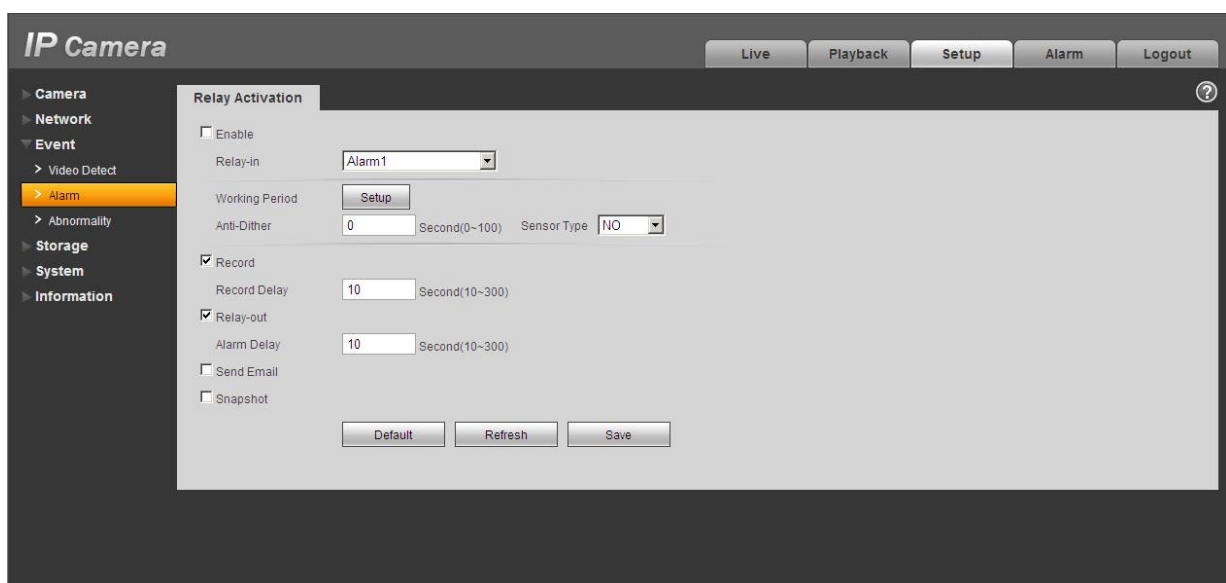 IP Camera
Live Playback Setup Alarm Logout
Camera
Network
Event
> Video Detect
> Alarm
> Abnormality
Storage
System
Information
Relay Activation
?
Enable
Relay-in Alarm1
Working Period Setup
Anti-Dither 0 Second(0~100) Sensor Type NO
Record
Record Delay 10 Second(10~300)
Relay-out
Alarm Delay 10 Second(10~300)
Send Email
Snapshot
Default Refresh Save